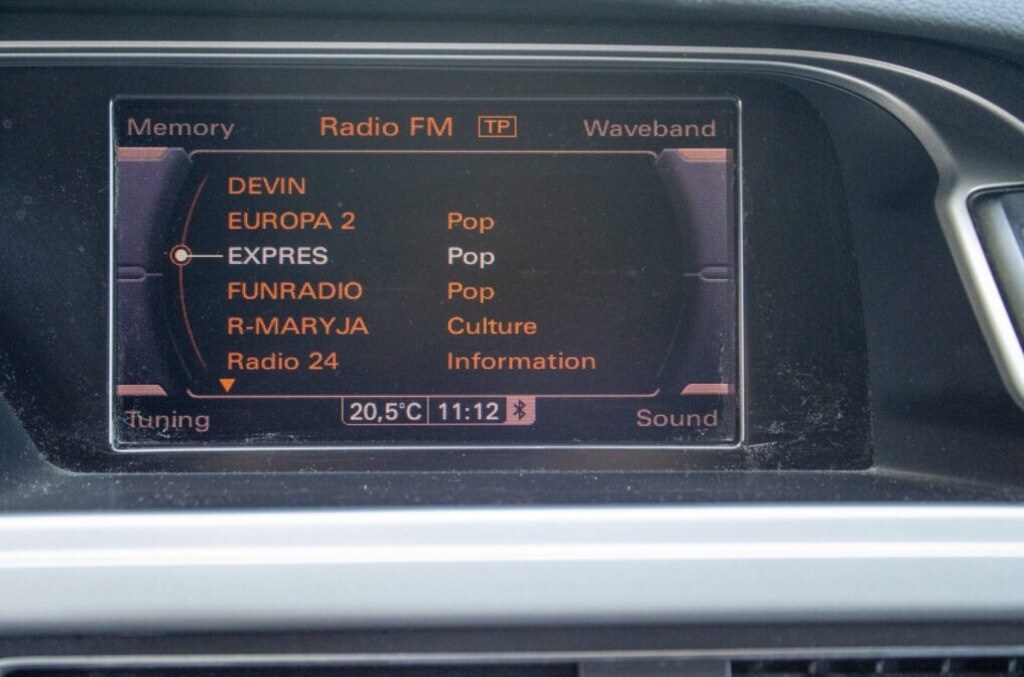 Memory Radio FM TP Waveband
DEVIN
EUROPA 2 Pop
EXPRES Pop
FUNRADIO Pop
R-MARYJA Culture
Radio 24 Information
Tuning 20,5°C 11:12 Sound